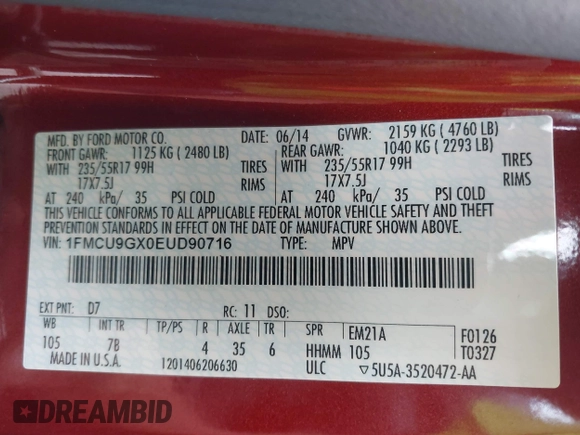 MFD. BY FORD MOTOR CO. DATE: 06/14 GVWR: 2159 KG ( 4760 LB)
FRONT GAWR: 1125 KG ( 2480 LB) REAR GAWR: 1040 KG ( 2293 LB)
WITH 235/55R17 99H TIRES WITH 235/55R17 99H TIRES
17X7.5J RIMS 17X7.5J RIMS
AT 240 kPa/ 35 PSI COLD AT 240 kPa/ 35 PSI COLD
THIS VEHICLE CONFORMS TO ALL APPLICABLE FEDERAL MOTOR VEHICLE SAFETY AND THEFT
PREVENTION STANDARDS IN EFFECT ON THE DATE OF MANUFACTURE SHOWN ABOVE.
VIN: 1FMCU9GX0EUD90716 TYPE: MPV
EXT PNT: D7 RC: 11 DSO:
WB INT TR TP/PS R AXLE TR SPR EM21A F0126
105 7B 4 35 6 HHMM 105 T0327
MADE IN U.S.A. 1201406206630 ULC ▽5U5A-3520472-AA
DREAMBID